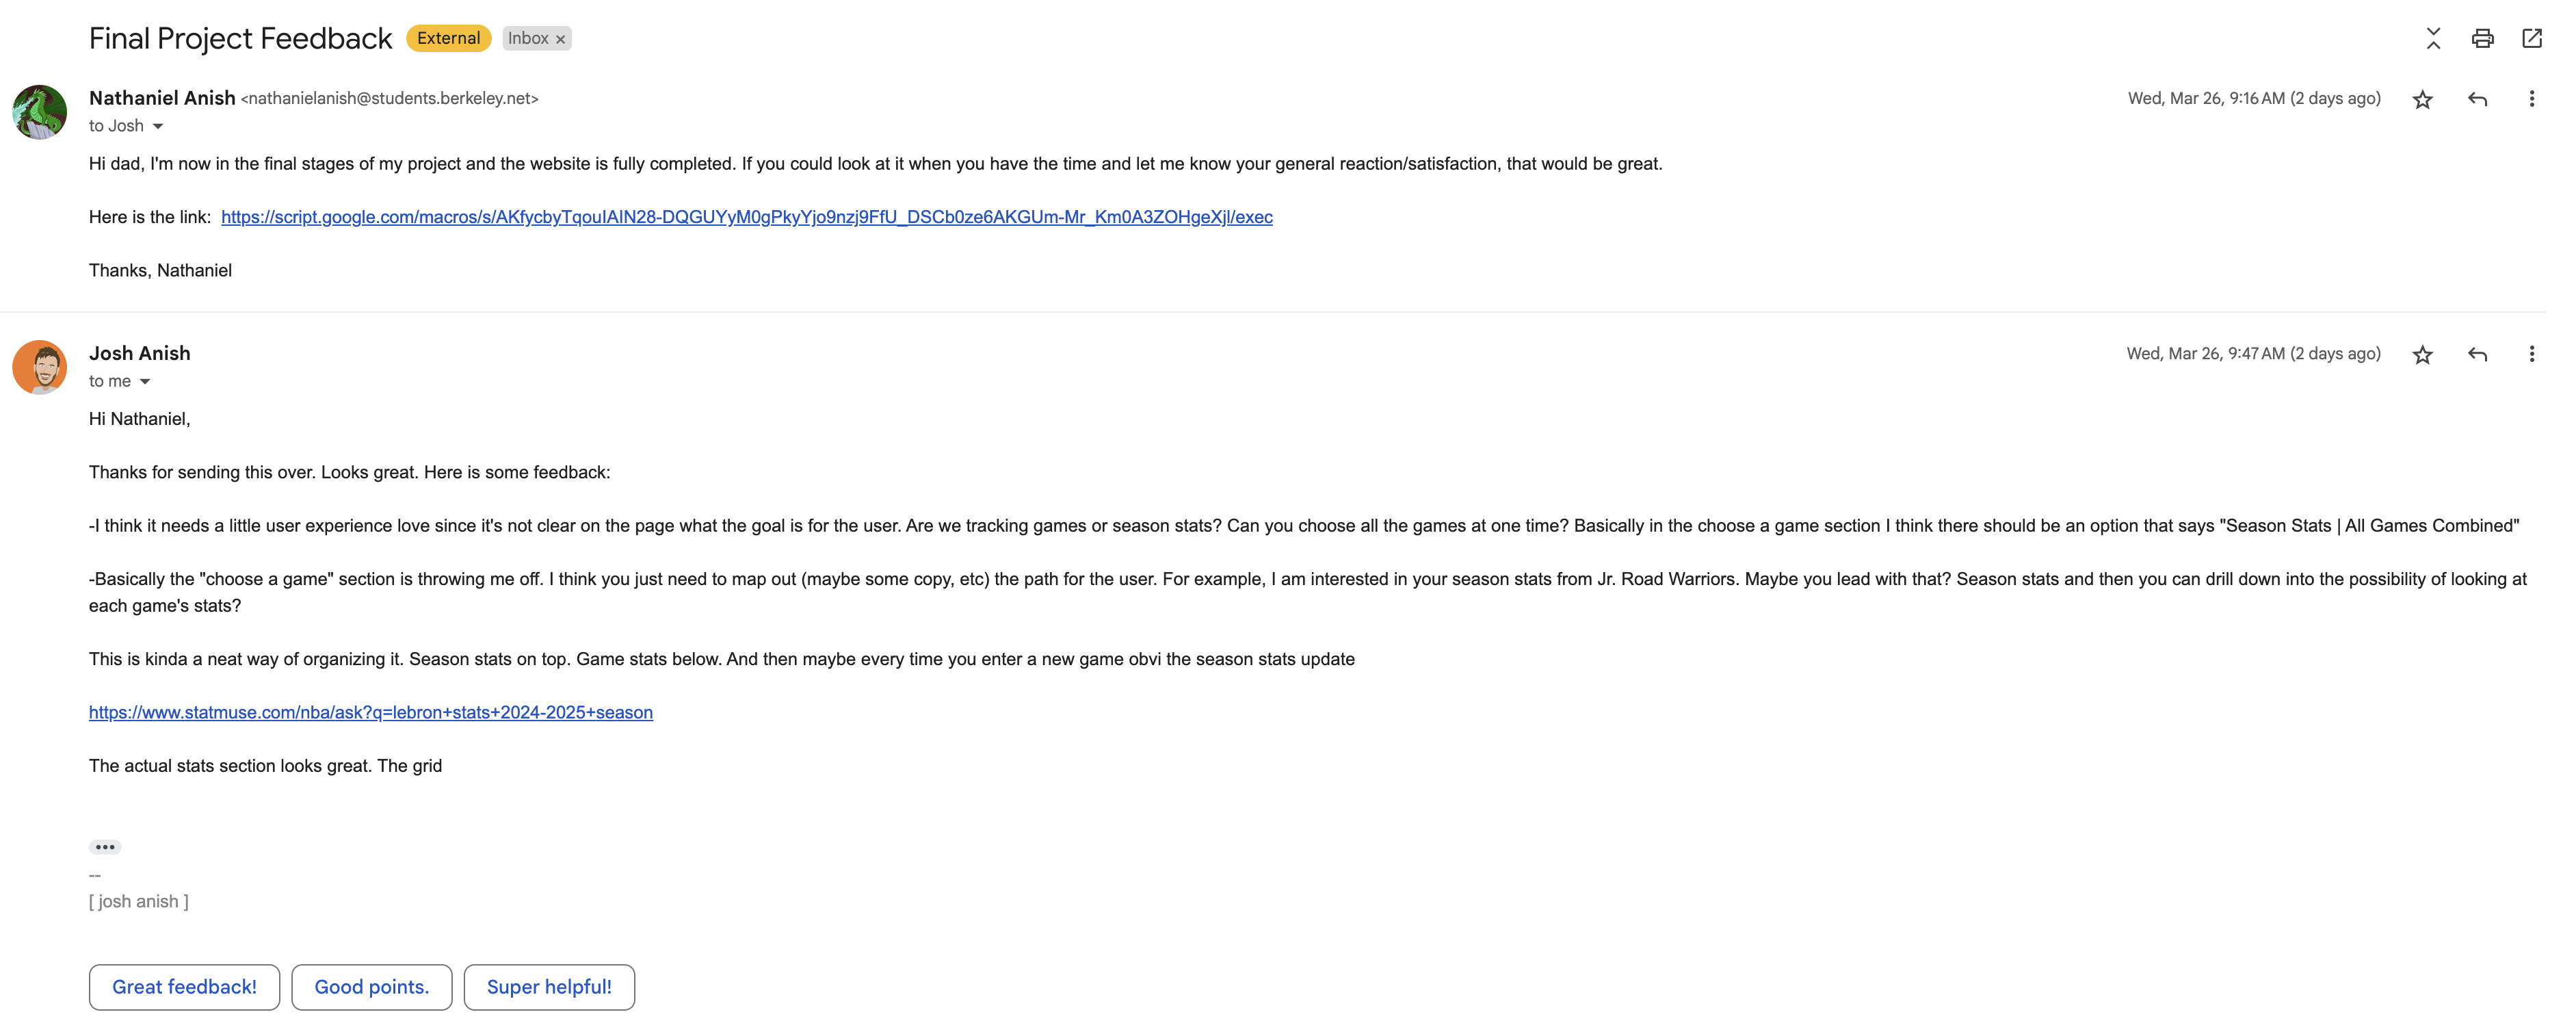 Final Project Feedback External Inbox ×
Nathaniel Anish <nathanielanish@students.berkeley.net> Wed, Mar 26, 9:16 AM (2 days ago)
to Josh
Hi dad, I'm now in the final stages of my project and the website is fully completed. If you could look at it when you have the time and let me know your general reaction/satisfaction, that would be great.
Here is the link: https://script.google.com/macros/s/AKfycbyTqouIAIN28-DQGUYyM0gPkyYjo9nzj9FfU_DSCb0ze6AKGUm-Mr_Km0A3ZOHgeXjl/exec
Thanks, Nathaniel
Josh Anish Wed, Mar 26, 9:47 AM (2 days ago)
to me
Hi Nathaniel,
Thanks for sending this over. Looks great. Here is some feedback:
-I think it needs a little user experience love since it's not clear on the page what the goal is for the user. Are we tracking games or season stats? Can you choose all the games at one time? Basically in the choose a game section I think there should be an option that says "Season Stats | All Games Combined"
-Basically the "choose a game" section is throwing me off. I think you just need to map out (maybe some copy, etc) the path for the user. For example, I am interested in your season stats from Jr. Road Warriors. Maybe you lead with that? Season stats and then you can drill down into the possibility of looking at
each game's stats?
This is kinda a neat way of organizing it. Season stats on top. Game stats below. And then maybe every time you enter a new game obvi the season stats update
https://www.statmuse.com/nba/ask?q=lebron+stats+2024-2025+season
The actual stats section looks great. The grid
•••
--
[ josh anish ]
Great feedback! Good points. Super helpful!